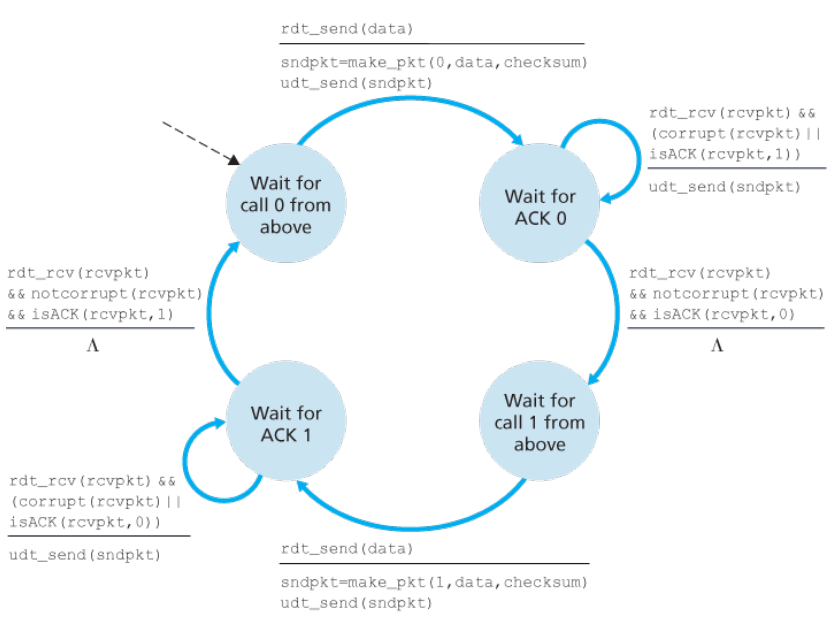 rdt_send(data)
sndpkt=make_pkt(0,data,checksum)
udt_send(sndpkt)
rdt_rcv(rcvpkt) &&
(corrupt(rcvpkt)||
isACK(rcvpkt,1))
udt_send(sndpkt)
Wait for
call 0 from
above
Wait for
ACK 0
rdt_rcv(rcvpkt)
&& notcorrupt(rcvpkt)
&& isACK(rcvpkt,1)
Λ
rdt_rcv(rcvpkt)
&& notcorrupt(rcvpkt)
&& isACK(rcvpkt,0)
Λ
Wait for
ACK 1
Wait for
call 1 from
above
rdt_rcv(rcvpkt) &&
(corrupt(rcvpkt)||
isACK(rcvpkt,0))
udt_send(sndpkt)
rdt_send(data)
sndpkt=make_pkt(1,data,checksum)
udt_send(sndpkt)